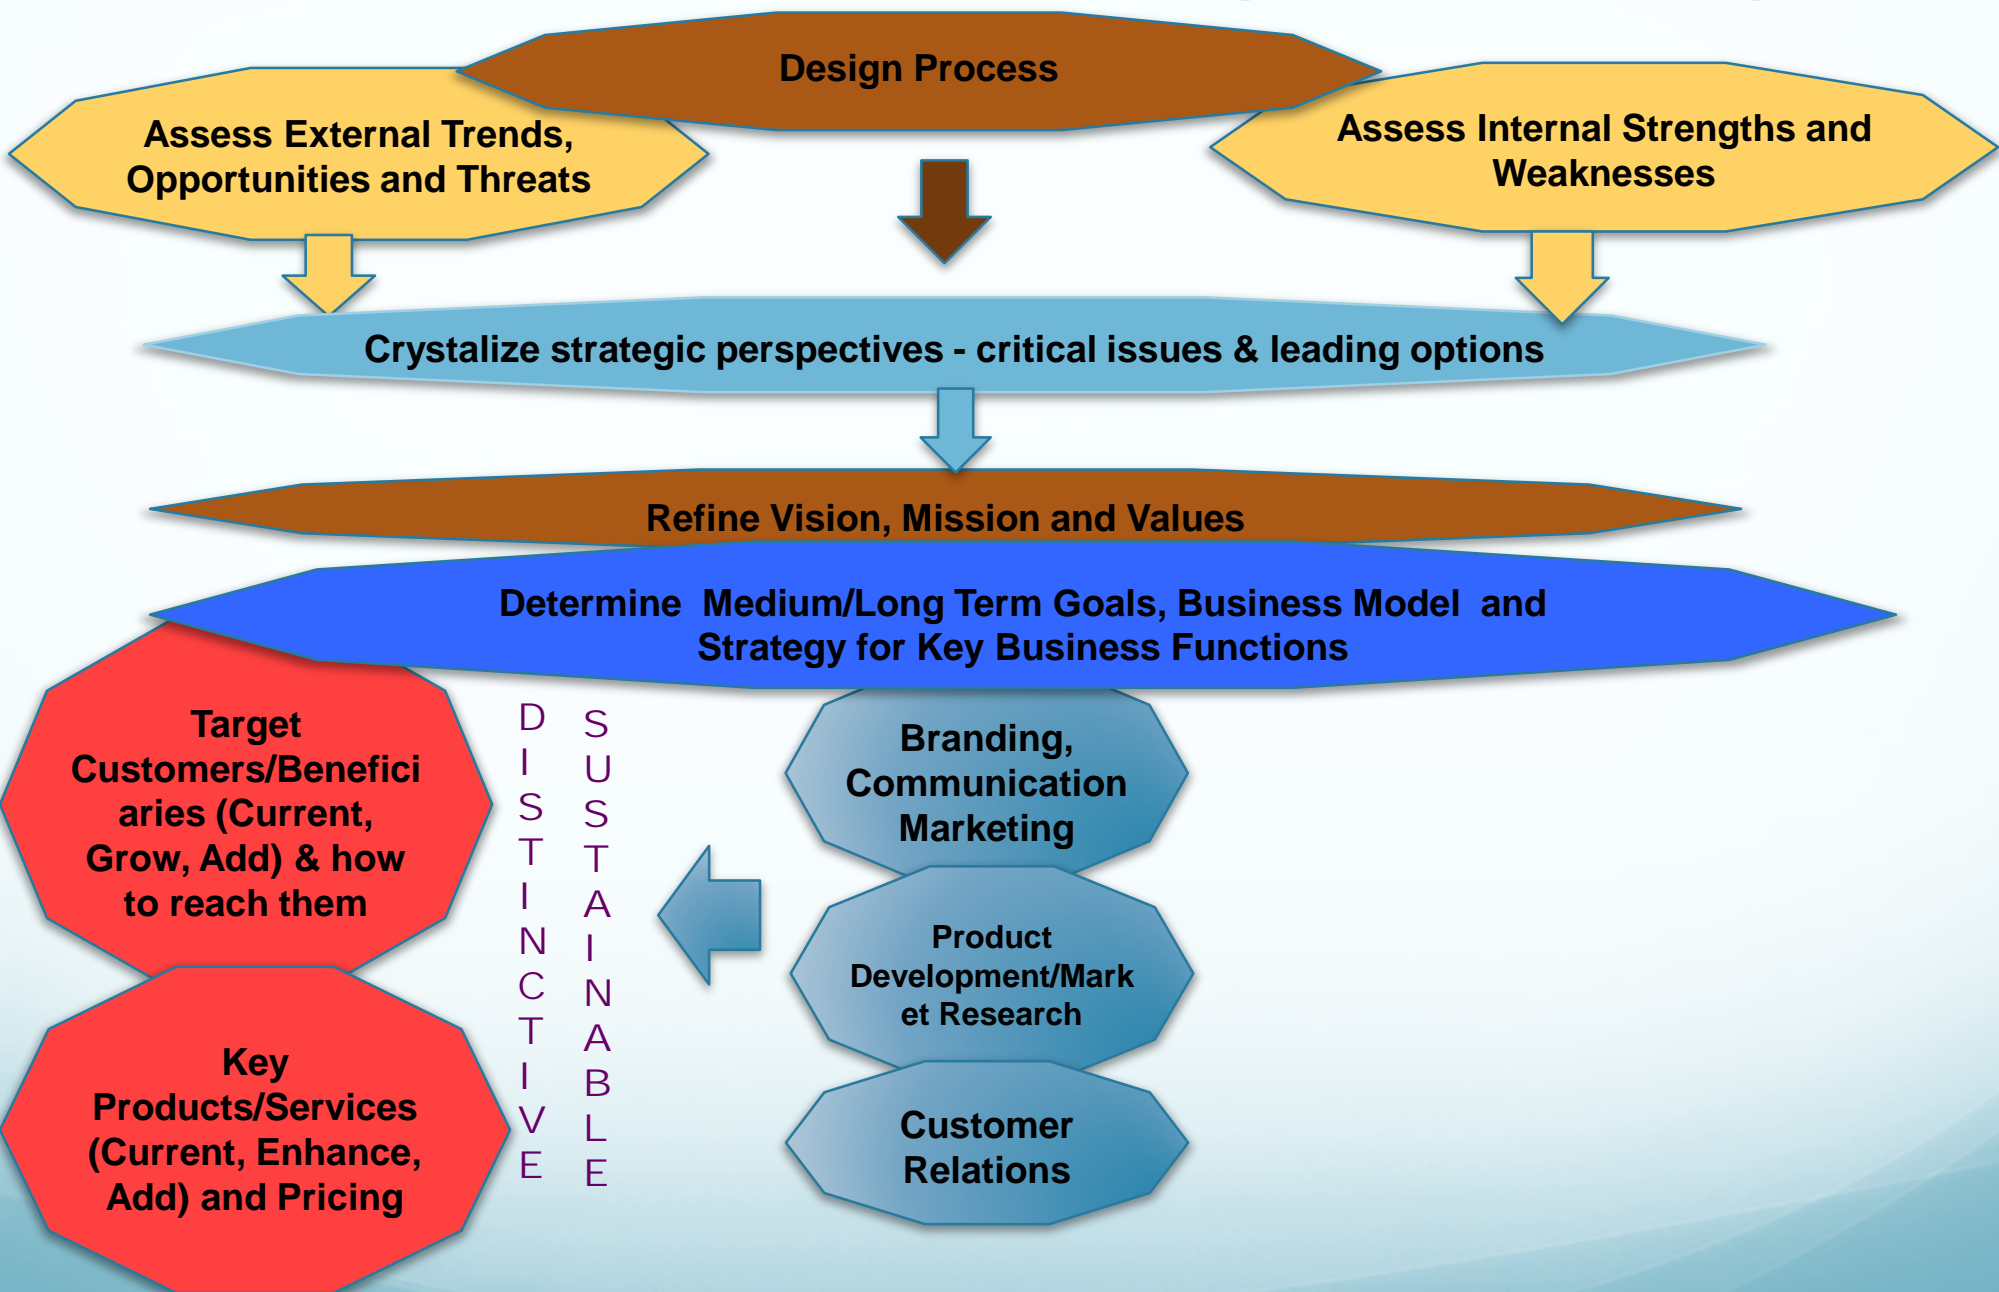 Design Process
Assess External Trends,
Opportunities and Threats
Assess Internal Strengths and
Weaknesses
Crystalize strategic perspectives - critical issues & leading options
Refine Vision, Mission and Values
Determine  Medium/Long Term Goals, Business Model  and
Strategy for Key Business Functions
Target
Customers/Benefici
aries (Current,
Grow, Add) & how
to reach them
Key
Products/Services
(Current, Enhance,
Add) and Pricing
DISTINCTIVE
SUSTAINABLE
Branding,
Communication
Marketing
Product
Development/Mark
et Research
Customer
Relations